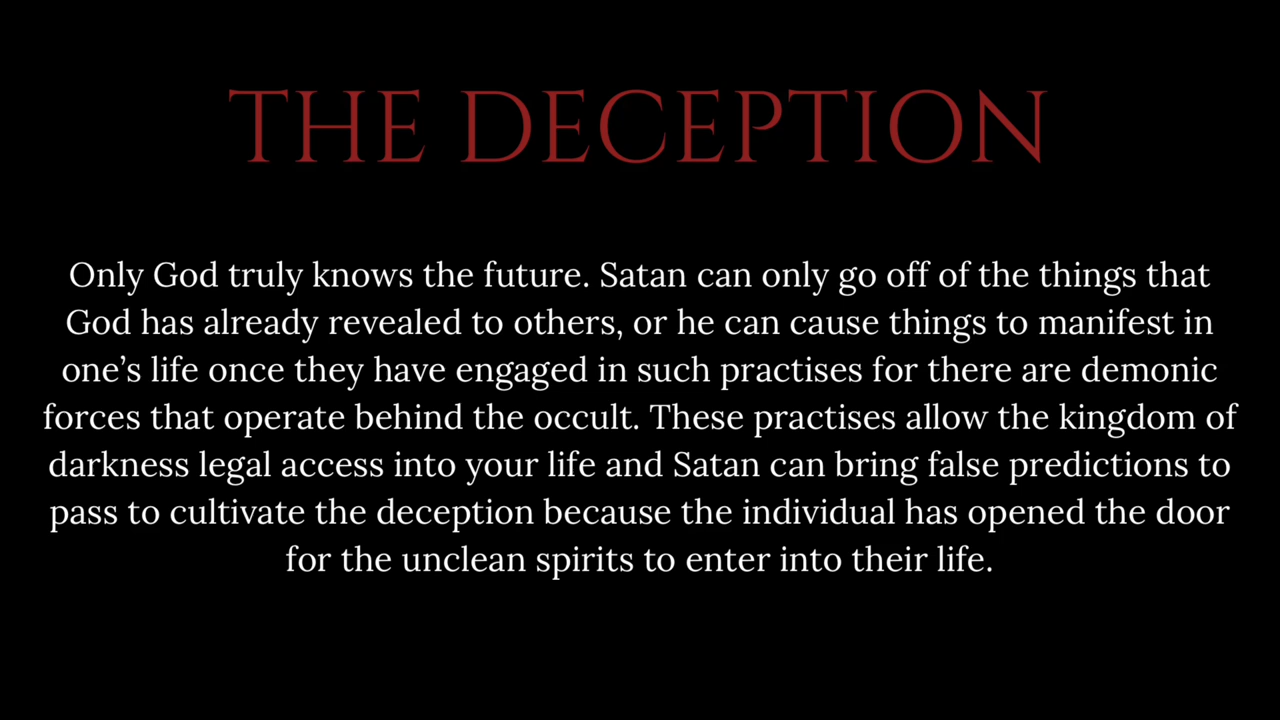 THE DECEPTION
Only God truly knows the future. Satan can only go off of the things that
God has already revealed to others, or he can cause things to manifest in
one’s life once they have engaged in such practises for there are demonic
forces that operate behind the occult. These practises allow the kingdom of
darkness legal access into your life and Satan can bring false predictions to
pass to cultivate the deception because the individual has opened the door
for the unclean spirits to enter into their life.